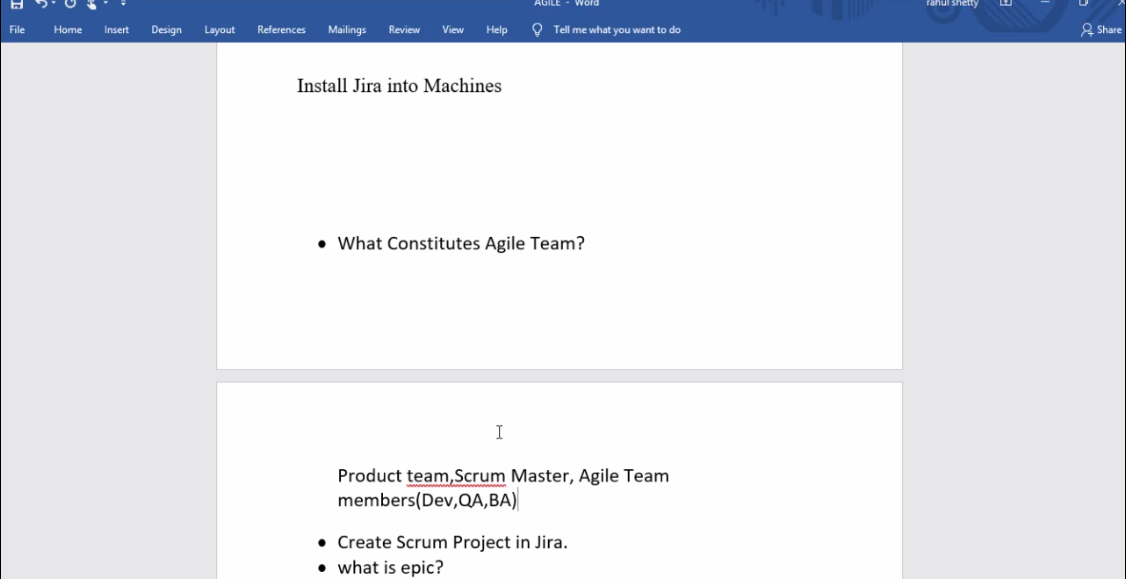 AGILE - Word
rahul shetty
File Home Insert Design Layout References Mailings Review View Help Tell me what you want to do Share
Install Jira into Machines
• What Constitutes Agile Team?
Product team,Scrum Master, Agile Team
members(Dev,QA,BA)
• Create Scrum Project in Jira.
• what is epic?